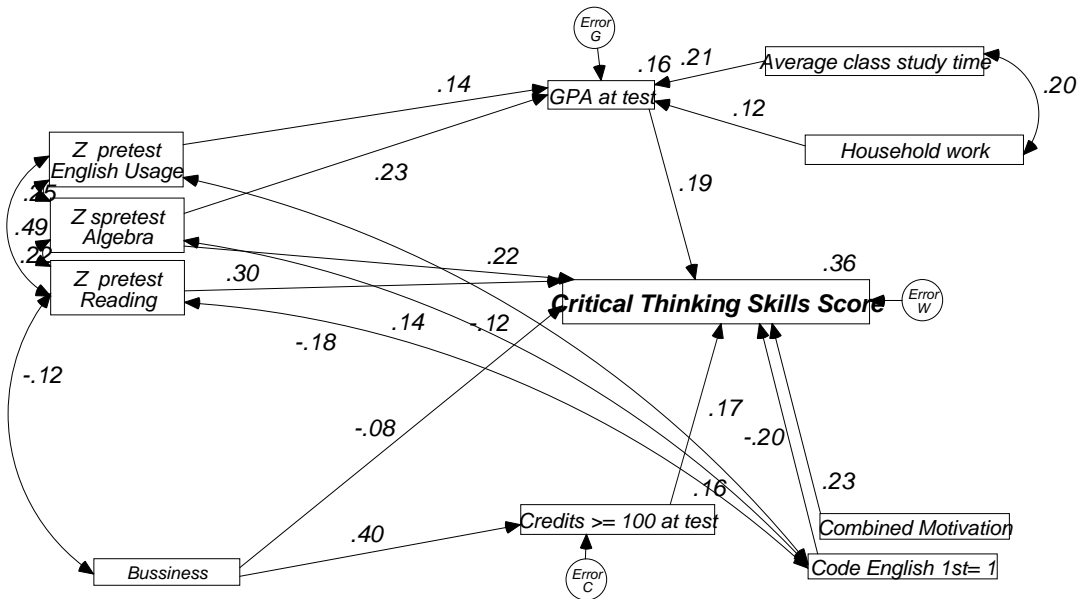 Error
G
.16
.21
Average class study time
.14
GPA at test
.20
.12
Z pretest
English Usage
Household work
.23
.25
.19
Z spretest
Algebra
.49
.22
.22
.36
Z pretest
Reading
.30
Critical Thinking Skills Score
Error
W
.14
-.12
-.18
-.12
.17
-.08
-.20
.16
.23
Credits >= 100 at test
Combined Motivation
.40
Bussiness
Error
C
Code English 1st= 1